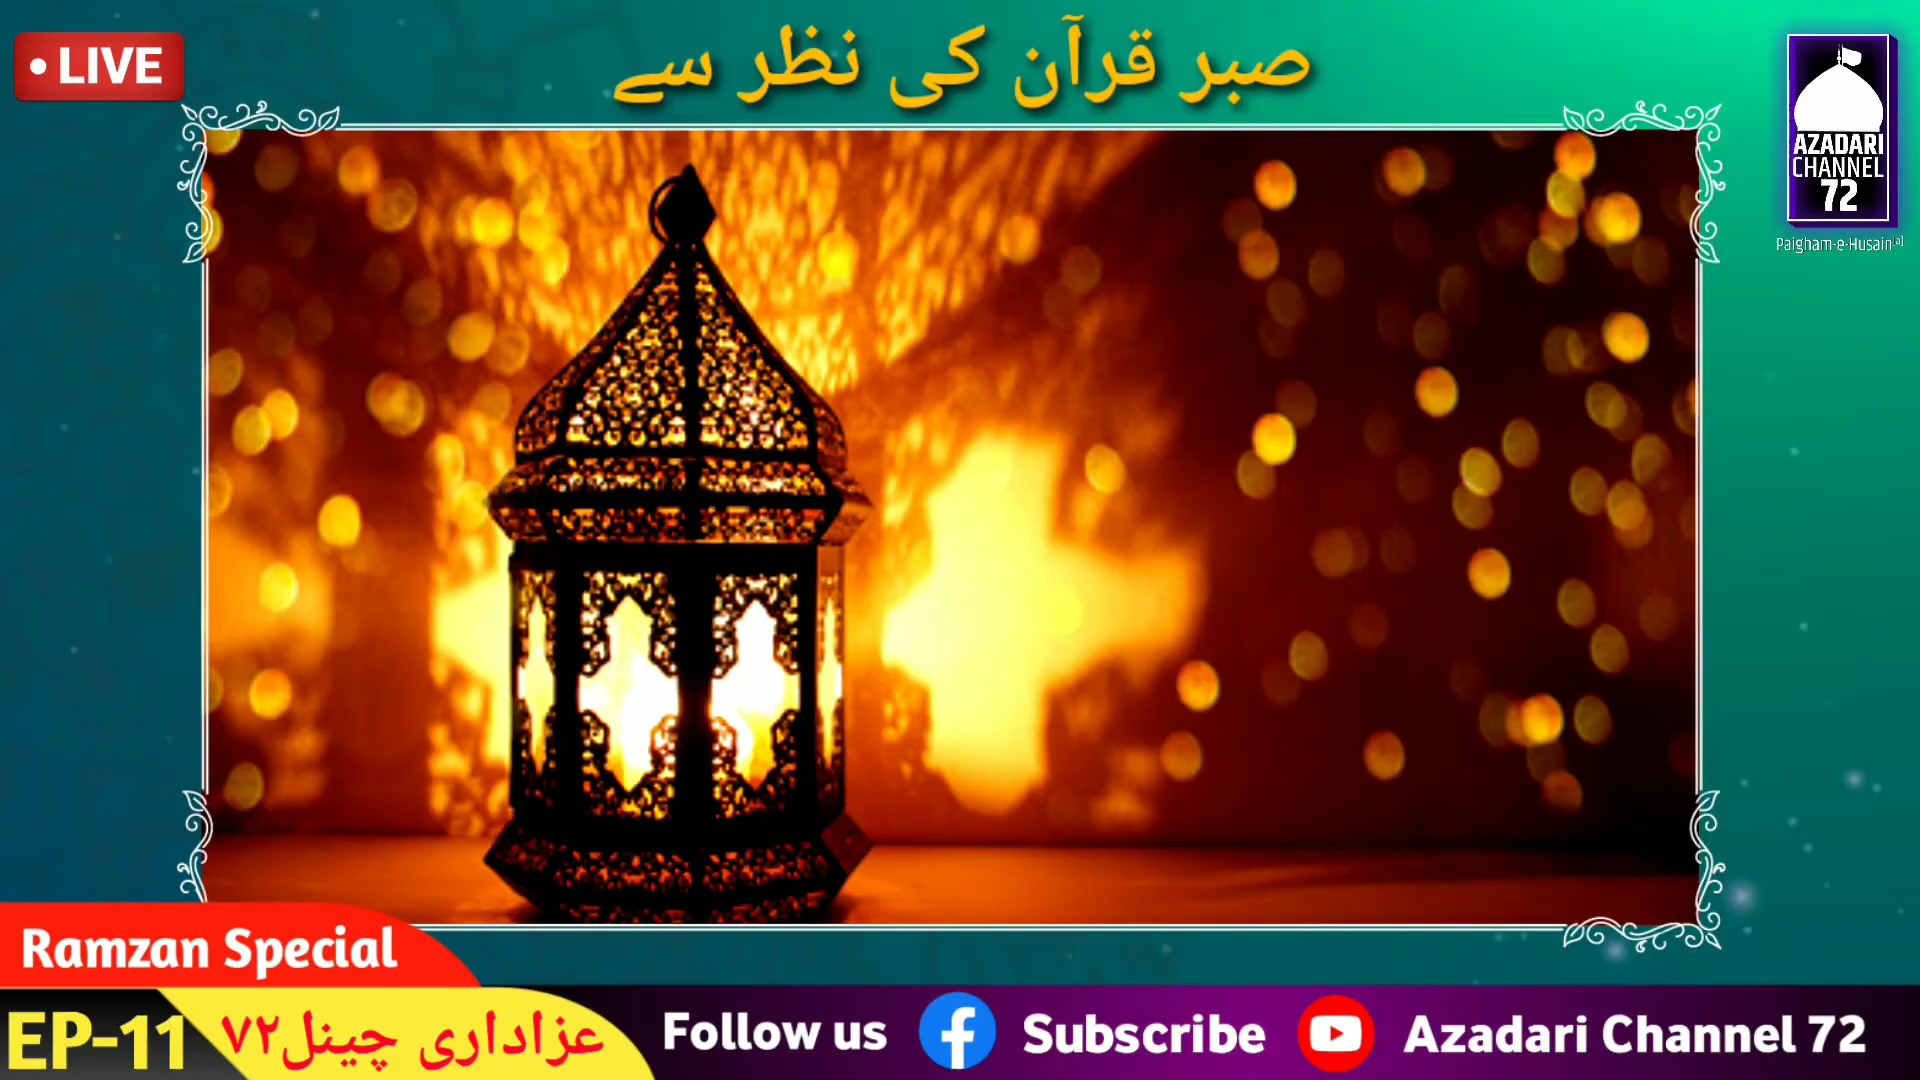 • LIVE
صبر قرآن کی نظر سے
AZADARI
CHANNEL
72
Paigham-e-Husain[a]
Ramzan Special
EP-11
عزاداری چینل۷۲
Follow us
Subscribe
Azadari Channel 72